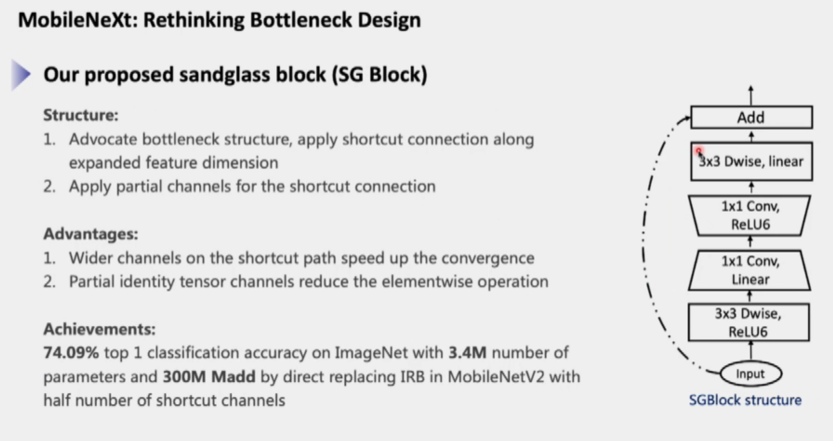 MobileNeXt: Rethinking Bottleneck Design
Our proposed sandglass block (SG Block)
Structure:
1. Advocate bottleneck structure, apply shortcut connection along
expanded feature dimension
2. Apply partial channels for the shortcut connection
Advantages:
1. Wider channels on the shortcut path speed up the convergence
2. Partial identity tensor channels reduce the elementwise operation
Achievements:
74.09% top 1 classification accuracy on ImageNet with 3.4M number of
parameters and 300M Madd by direct replacing IRB in MobileNetV2 with
half number of shortcut channels
Add
3x3 Dwise, linear
1x1 Conv,
ReLU6
1x1 Conv,
Linear
3x3 Dwise,
ReLU6
Input
SGBlock structure